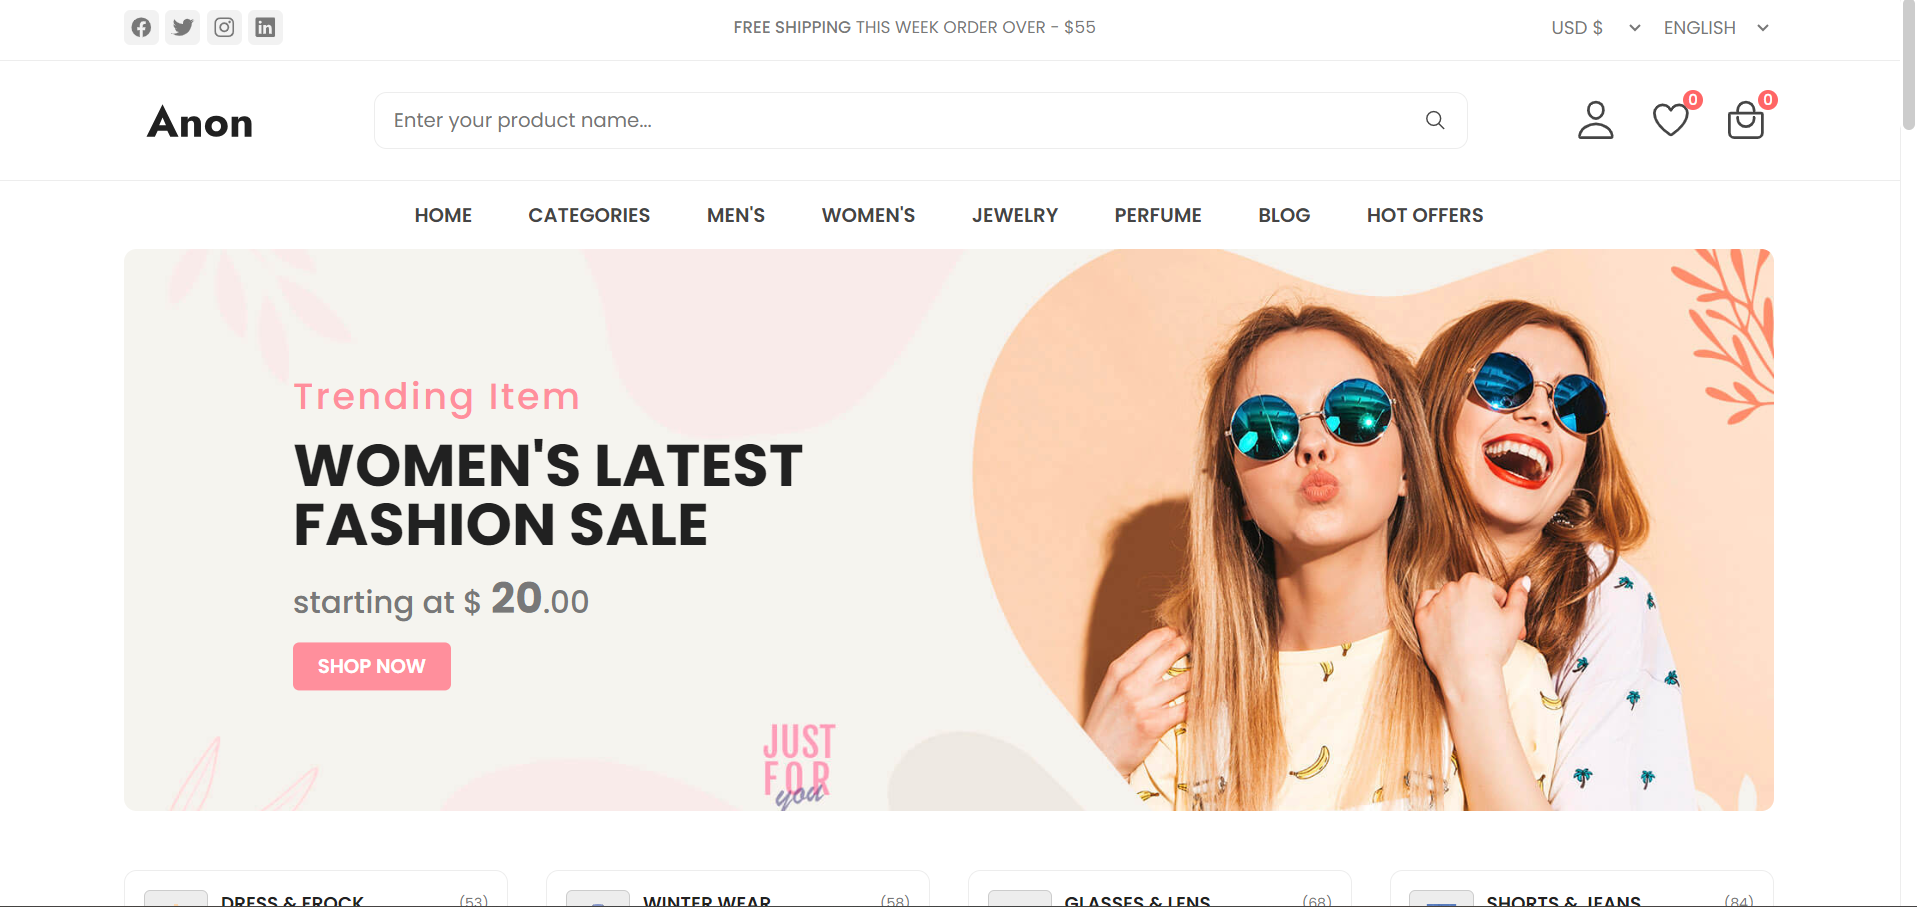 FREE SHIPPING THIS WEEK ORDER OVER - $55
USD $
ENGLISH
Anon
Enter your product name...
0
0
HOME
CATEGORIES
MEN'S
WOMEN'S
JEWELRY
PERFUME
BLOG
HOT OFFERS
Trending Item
WOMEN'S LATEST
FASHION SALE
starting at $ 20.00
SHOP NOW
JUST
FOR
you
DRESS & FROCK
(53)
WINTER WEAR
(58)
GLASSES & LENS
(68)
SHORTS & JEANS
(84)